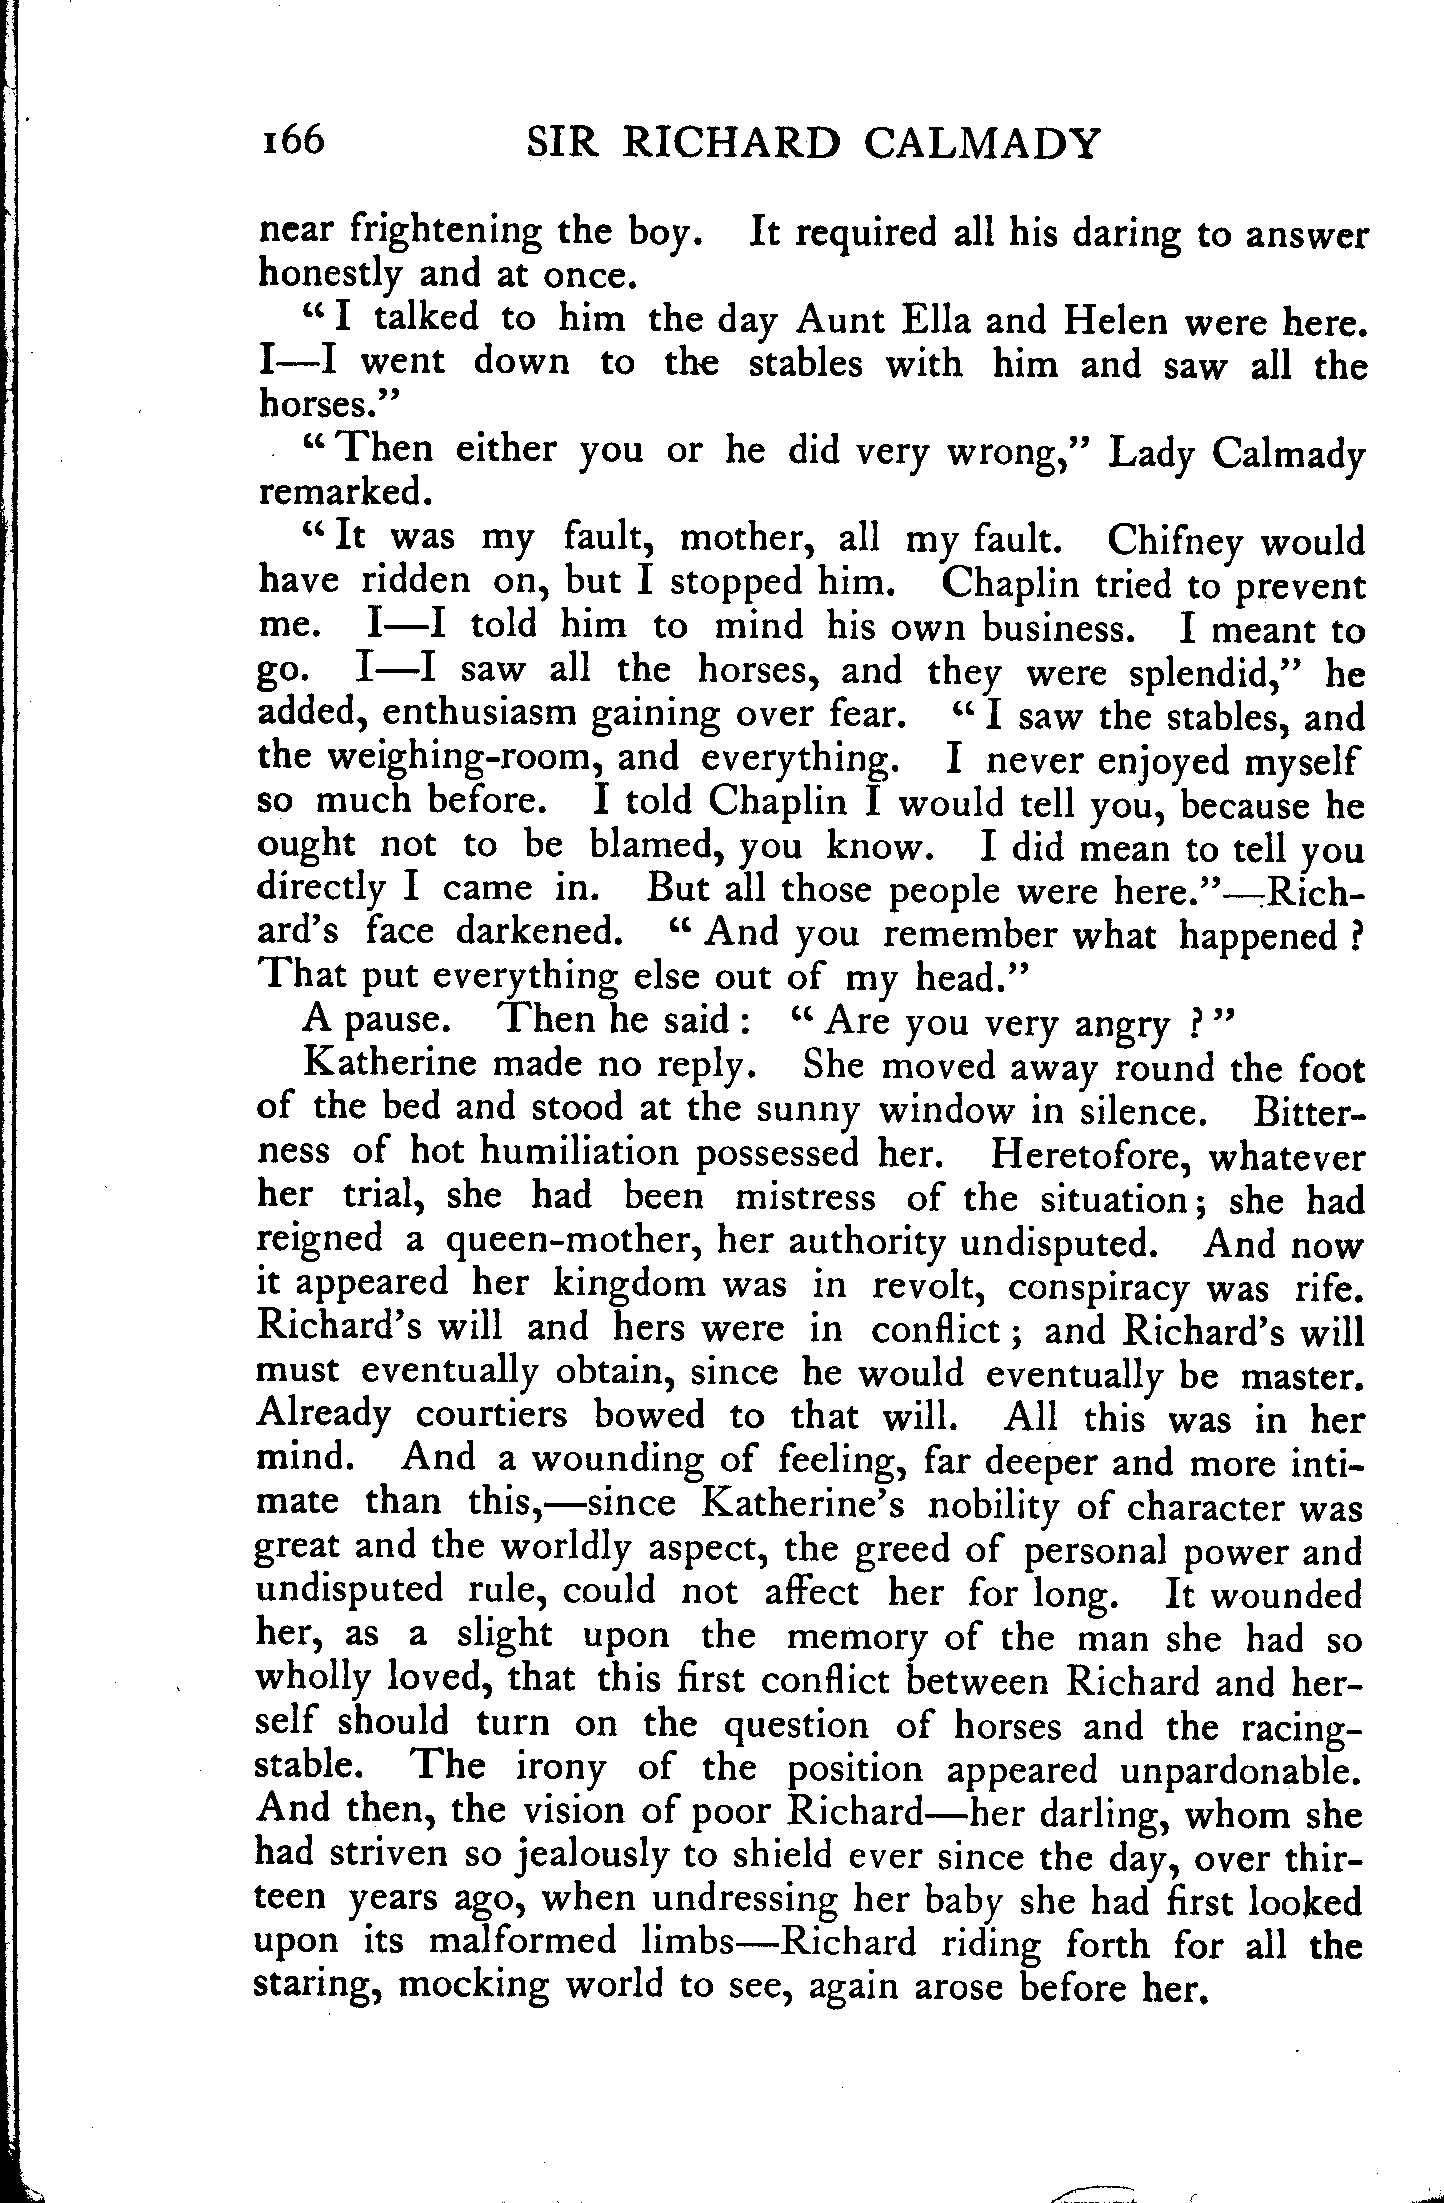 166 SIR RICHARD CALMADY
near frightening the boy. It required all his daring to answer
honestly and at once.
“I talked to him the day Aunt Ella and Helen were here.
I—I went down to the stables with him and saw all the
horses.”
“Then either you or he did very wrong,” Lady Calmady
remarked.
“It was my fault, mother, all my fault. Chifney would
have ridden on, but I stopped him. Chaplin tried to prevent
me. I—I told him to mind his own business. I meant to
go. I—I saw all the horses, and they were splendid,” he
added, enthusiasm gaining over fear. “I saw the stables, and
the weighing-room, and everything. I never enjoyed myself
so much before. I told Chaplin I would tell you, because he
ought not to be blamed, you know. I did mean to tell you
directly I came in. But all those people were here.”—Rich-
ard’s face darkened. “And you remember what happened?
That put everything else out of my head.”
A pause. Then he said: “Are you very angry?”
Katherine made no reply. She moved away round the foot
of the bed and stood at the sunny window in silence. Bitter-
ness of hot humiliation possessed her. Heretofore, whatever
her trial, she had been mistress of the situation; she had
reigned a queen-mother, her authority undisputed. And now
it appeared her kingdom was in revolt, conspiracy was rife.
Richard’s will and hers were in conflict; and Richard’s will
must eventually obtain, since he would eventually be master.
Already courtiers bowed to that will. All this was in her
mind. And a wounding of feeling, far deeper and more inti-
mate than this,—since Katherine’s nobility of character was
great and the worldly aspect, the greed of personal power and
undisputed rule, could not affect her for long. It wounded
her, as a slight upon the memory of the man she had so
wholly loved, that this first conflict between Richard and her-
self should turn on the question of horses and the racing-
stable. The irony of the position appeared unpardonable.
And then, the vision of poor Richard—her darling, whom she
had striven so jealously to shield ever since the day, over thir-
teen years ago, when undressing her baby she had first looked
upon its malformed limbs—Richard riding forth for all the
staring, mocking world to see, again arose before her.